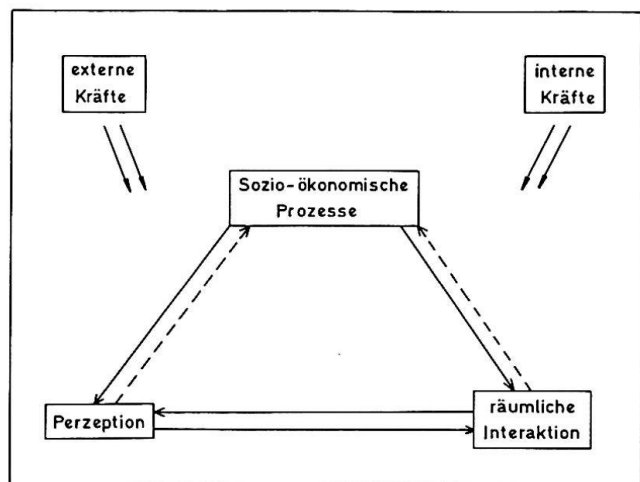 externe
Kräfte
interne
Kräfte
Sozio-ökonomische
Prozesse
Perzeption
räumliche
Interaktion